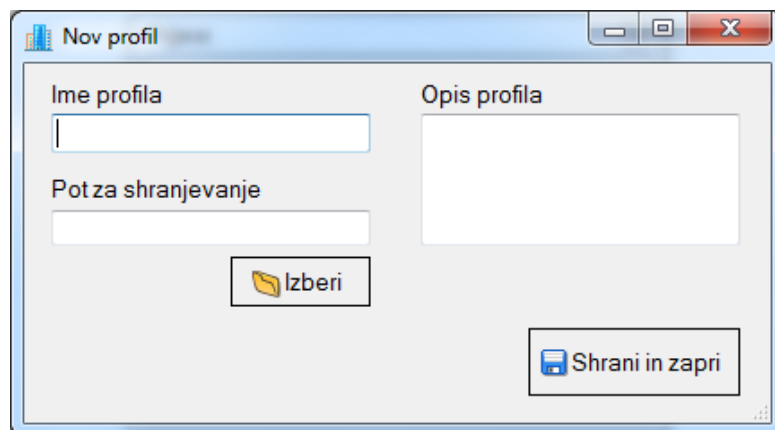 Nov profil
Ime profila
Opis profila
Pot za shranjevanje
Izberi
Shrani in zapri